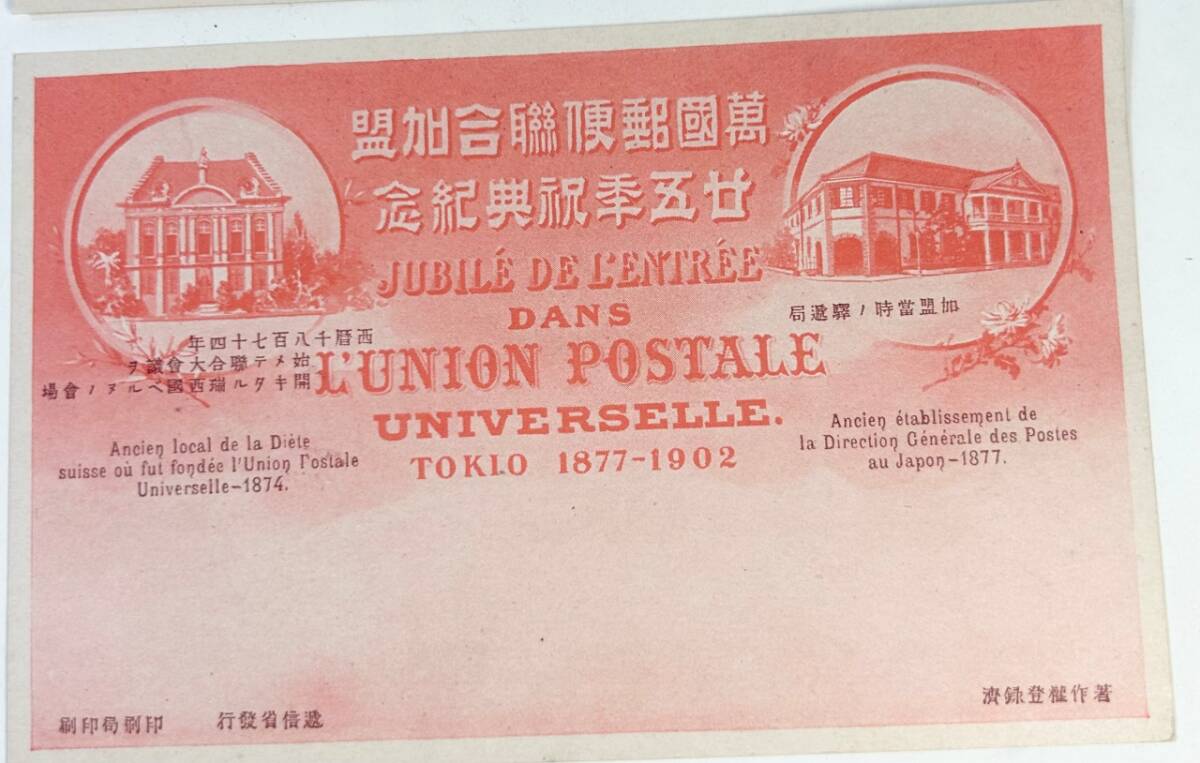 萬國郵便聯合加盟
廿五秊祝典紀念
JUBILÉ DE L'ENTRÉE
DANS
L'UNION POSTALE
UNIVERSELLE.
TOKIO 1877-1902
加盟當時ノ驛遞局
Ancien établissement de
la Direction Générale des Postes
au Japon-1877.
西曆千八百七十四年
始メテ聯合大會議ヲ
開キタル瑞西國ベルヌノ會場
Ancien local de la Diète
suisse où fut fondée l'Union Postale
Universelle-1874.
著作權登錄濟
遞信省發行
印刷局印刷